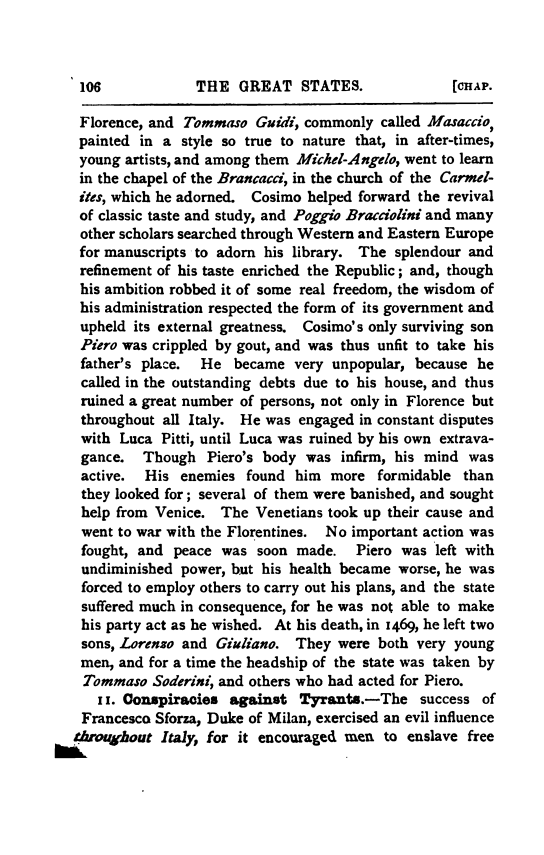 106 THE GREAT STATES. [CHAP.
Florence, and Tommaso Guidi, commonly called Masaccio,
painted in a style so true to nature that, in after-times,
young artists, and among them Michel-Angelo, went to learn
in the chapel of the Brancacci, in the church of the Carmel-
ites, which he adorned. Cosimo helped forward the revival
of classic taste and study, and Poggio Bracciolini and many
other scholars searched through Western and Eastern Europe
for manuscripts to adorn his library. The splendour and
refinement of his taste enriched the Republic; and, though
his ambition robbed it of some real freedom, the wisdom of
his administration respected the form of its government and
upheld its external greatness. Cosimo's only surviving son
Piero was crippled by gout, and was thus unfit to take his
father's place. He became very unpopular, because he
called in the outstanding debts due to his house, and thus
ruined a great number of persons, not only in Florence but
throughout all Italy. He was engaged in constant disputes
with Luca Pitti, until Luca was ruined by his own extrava-
gance. Though Piero's body was infirm, his mind was
active. His enemies found him more formidable than
they looked for; several of them were banished, and sought
help from Venice. The Venetians took up their cause and
went to war with the Florentines. No important action was
fought, and peace was soon made. Piero was left with
undiminished power, but his health became worse, he was
forced to employ others to carry out his plans, and the state
suffered much in consequence, for he was not able to make
his party act as he wished. At his death, in 1469, he left two
sons, Lorenzo and Giuliano. They were both very young
men, and for a time the headship of the state was taken by
Tommaso Soderini, and others who had acted for Piero.
11. Conspiracies against Tyrants.—The success of
Francesco Sforza, Duke of Milan, exercised an evil influence
throughout Italy, for it encouraged men to enslave free